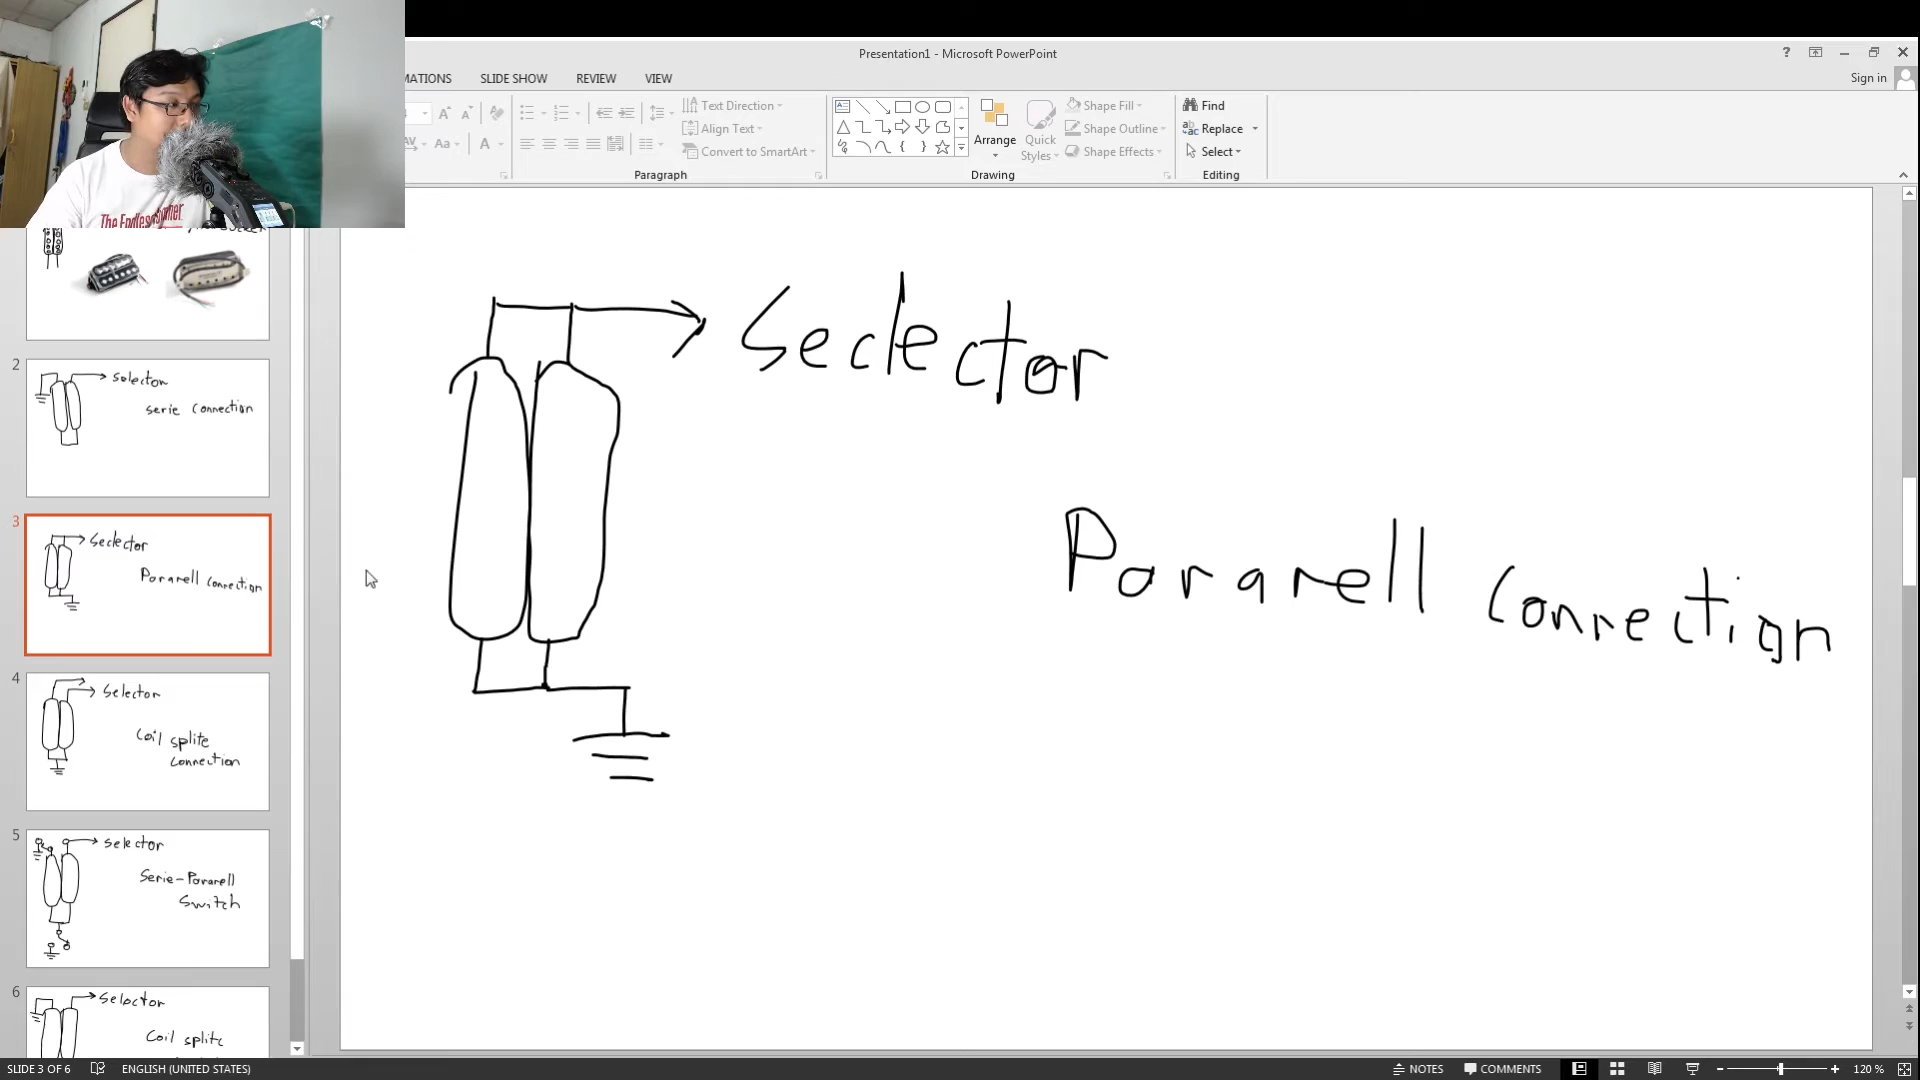 Presentation1 - Microsoft PowerPoint
Sign in
MATIONS SLIDE SHOW REVIEW VIEW
Text Direction
Align Text
Convert to SmartArt
Paragraph
Arrange
Quick
Styles
Shape Fill
Shape Outline
Shape Effects
Drawing
Find
Replace
Select
Editing
2
Selector
Serie Connection
3
Seclector
Pararell Connection
4
Selector
Coil splite
Connection
5
Selector
Serie-Pararell
Switch
6
Selector
Coil splite
Seclector
Pararell Connection
SLIDE 3 OF 6
ENGLISH (UNITED STATES)
NOTES
COMMENTS
120 %